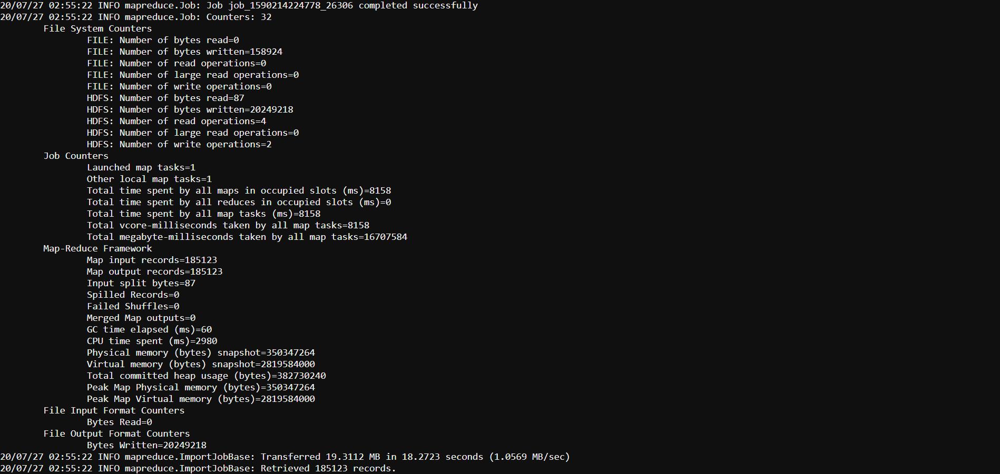 20/07/27 02:55:22 INFO mapreduce.Job: Job job_1590214224778_26306 completed successfully
20/07/27 02:55:22 INFO mapreduce.Job: Counters: 32
File System Counters
FILE: Number of bytes read=0
FILE: Number of bytes written=158924
FILE: Number of read operations=0
FILE: Number of large read operations=0
FILE: Number of write operations=0
HDFS: Number of bytes read=87
HDFS: Number of bytes written=20249218
HDFS: Number of read operations=4
HDFS: Number of large read operations=0
HDFS: Number of write operations=2
Job Counters
Launched map tasks=1
Other local map tasks=1
Total time spent by all maps in occupied slots (ms)=8158
Total time spent by all reduces in occupied slots (ms)=0
Total time spent by all map tasks (ms)=8158
Total vcore-milliseconds taken by all map tasks=8158
Total megabyte-milliseconds taken by all map tasks=16707584
Map-Reduce Framework
Map input records=185123
Map output records=185123
Input split bytes=87
Spilled Records=0
Failed Shuffles=0
Merged Map outputs=0
GC time elapsed (ms)=60
CPU time spent (ms)=2980
Physical memory (bytes) snapshot=350347264
Virtual memory (bytes) snapshot=2819584000
Total committed heap usage (bytes)=382730240
Peak Map Physical memory (bytes)=350347264
Peak Map Virtual memory (bytes)=2819584000
File Input Format Counters
Bytes Read=0
File Output Format Counters
Bytes Written=20249218
20/07/27 02:55:22 INFO mapreduce.ImportJobBase: Transferred 19.3112 MB in 18.2723 seconds (1.0569 MB/sec)
20/07/27 02:55:22 INFO mapreduce.ImportJobBase: Retrieved 185123 records.